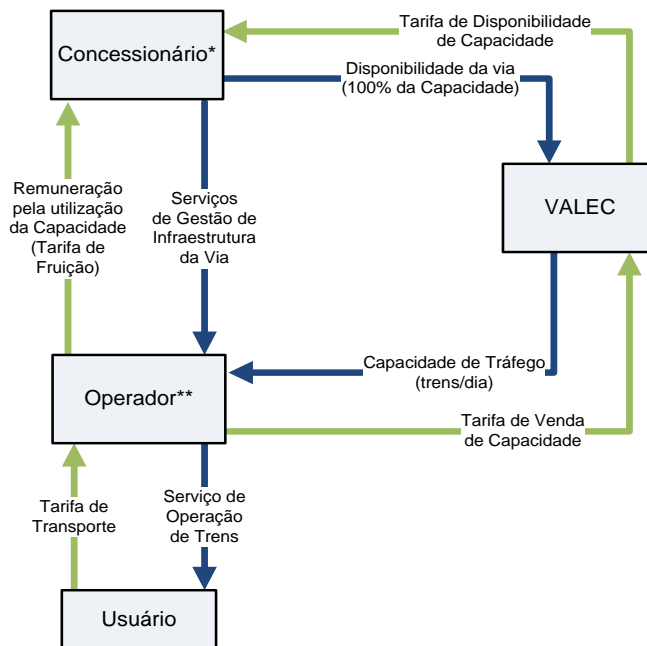 Tarifa de Disponibilidade
de Capacidade
Concessionário*
Disponibilidade da via
(100% da Capacidade)
Remuneração
pela utilização
da Capacidade
(Tarifa de
Fruição)
Serviços
de Gestão de
Infraestrutura
da Via
VALEC
Capacidade de Tráfego
(trens/dia)
Operador**
Tarifa de Venda
de Capacidade
Tarifa de
Transporte
Serviço de
Operação
de Trens
Usuário